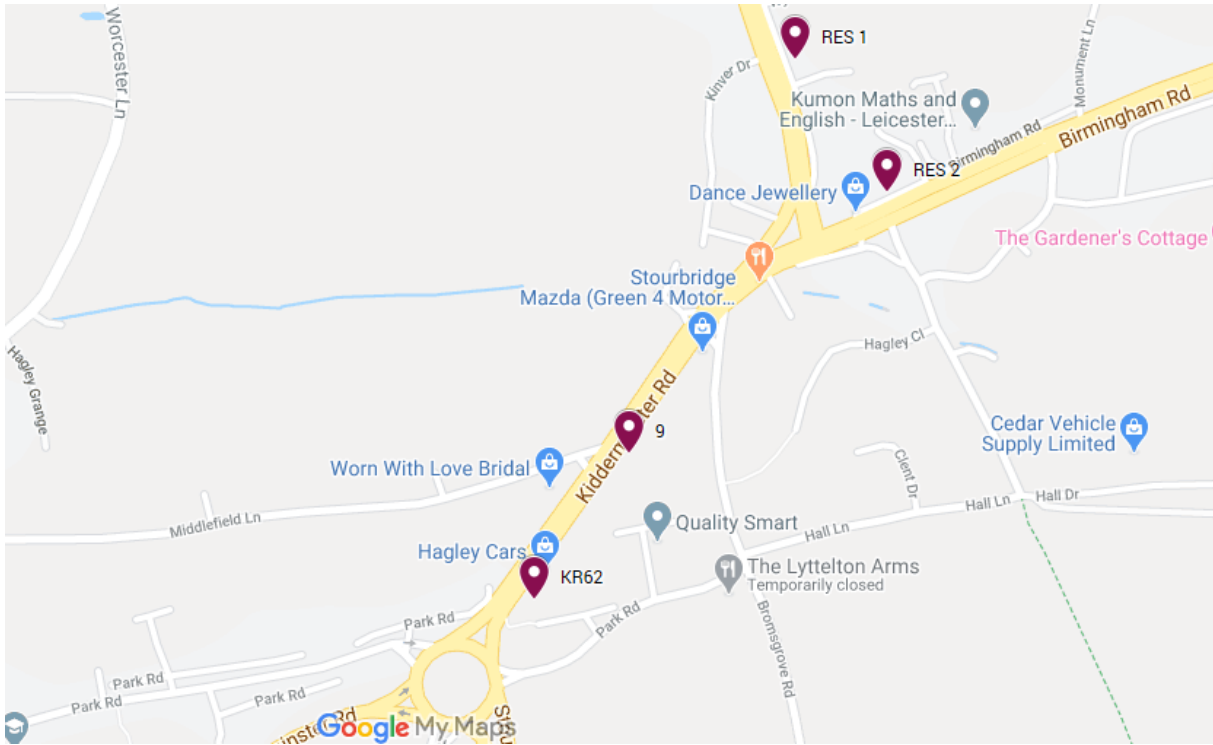 Worcester Ln
RES 1
Kinver Dr
Monument Ln
Kumon Maths and
English - Leicester...
Birmingham Rd
Birmingham Rd
RES 2
Dance Jewellery
The Gardener's Cottage
Stourbridge
Mazda (Green 4 Motor...
Hagley Cl
Hagley Grange
9
Kidderminster Rd
Cedar Vehicle
Supply Limited
Worn With Love Bridal
Clent Dr
Middlefield Ln
Hall Ln
Hall Dr
Quality Smart
Hall Ln
Hagley Cars
The Lyttelton Arms
Temporarily closed
KR62
Park Rd
Park Rd
Bromsgrove Rd
Park Rd
Park Rd
Park Rd
inster Rd
Google My Maps